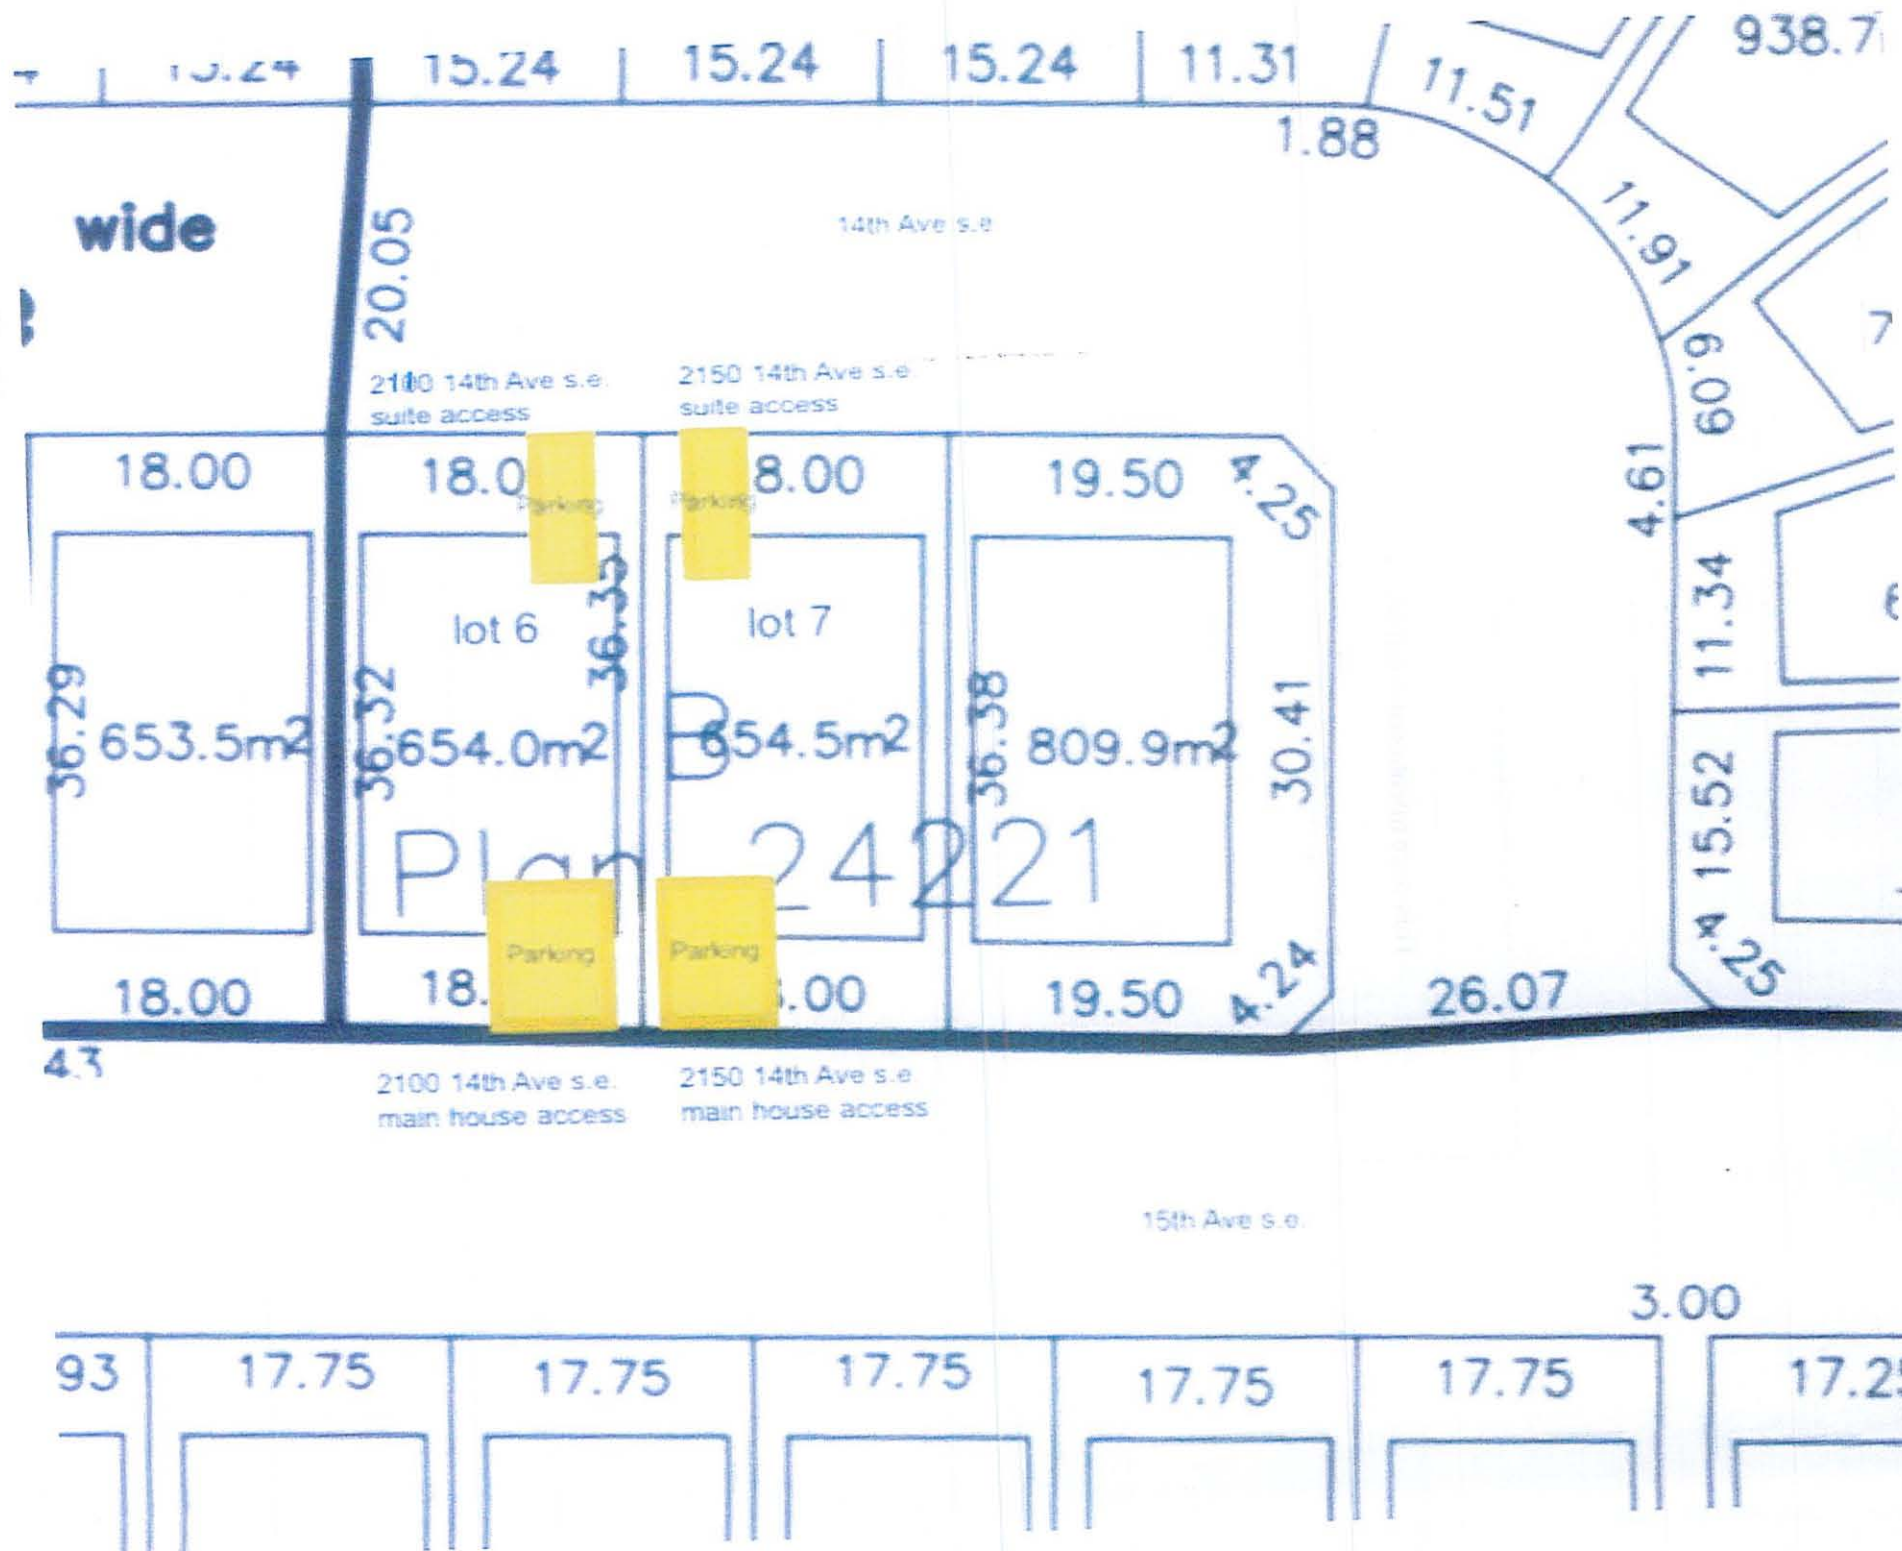 15.24
15.24
15.24
11.31
11.51
938.7
1.88
11.91
wide
20.05
14th Ave s.e
6.09
7
14th Ave s.e.
suite access
2150 14th Ave s.e.
suite access
18.00
18.0
8.00
19.50
4.25
4.61
Parking
Parking
11.34
lot 6
lot 7
36.29
36.32
36.35
36.38
30.41
653.5m2
654.0m2
B
654.5m2
809.9m2
15.52
Plan 24221
Parking
Parking
18.00
18.
.00
19.50
4.24
26.07
4.25
4.3
2100 14th Ave s.e.
main house access
2150 14th Ave s.e.
main house access
15th Ave s.e.
3.00
93
17.75
17.75
17.75
17.75
17.75
17.25